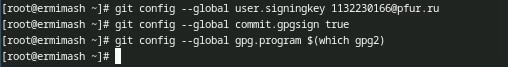 [root@ermimash ~]# git config --global user.signingkey 1132230166@pfur.ru
[root@ermimash ~]# git config --global commit.gpgsign true
[root@ermimash ~]# git config --global gpg.program $(which gpg2)
[root@ermimash ~]#